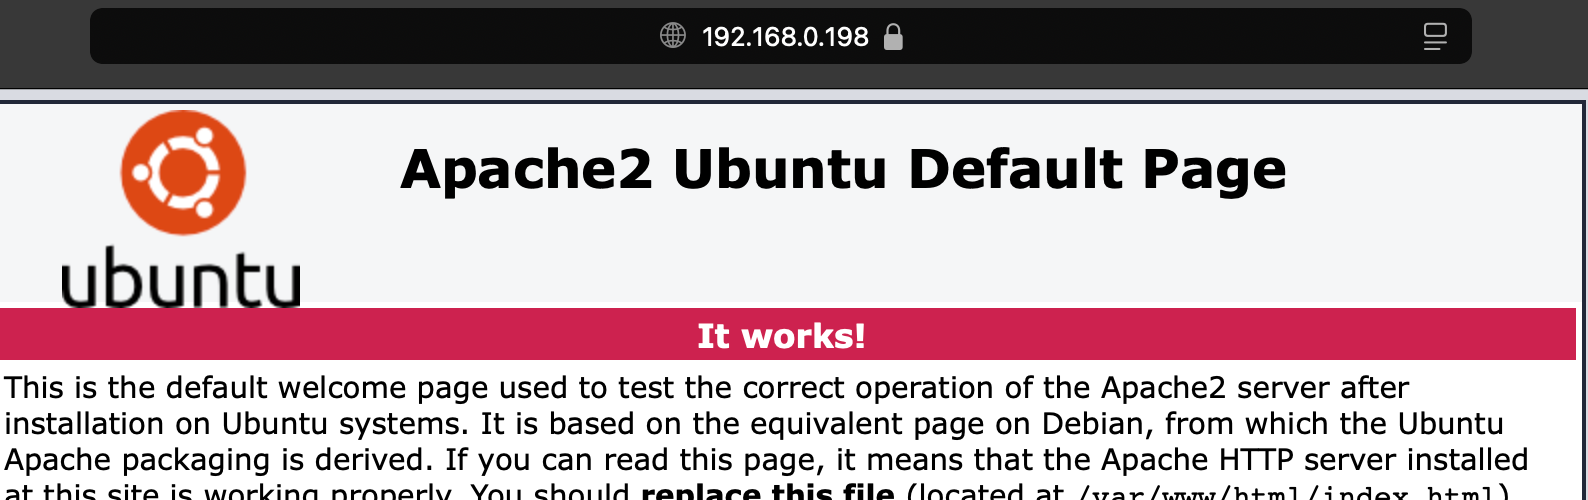 192.168.0.198
Apache2 Ubuntu Default Page
ubuntu
It works!
This is the default welcome page used to test the correct operation of the Apache2 server after
installation on Ubuntu systems. It is based on the equivalent page on Debian, from which the Ubuntu
Apache packaging is derived. If you can read this page, it means that the Apache HTTP server installed
at this site is working properly. You should replace this file (located at /var/www/html/index.html)